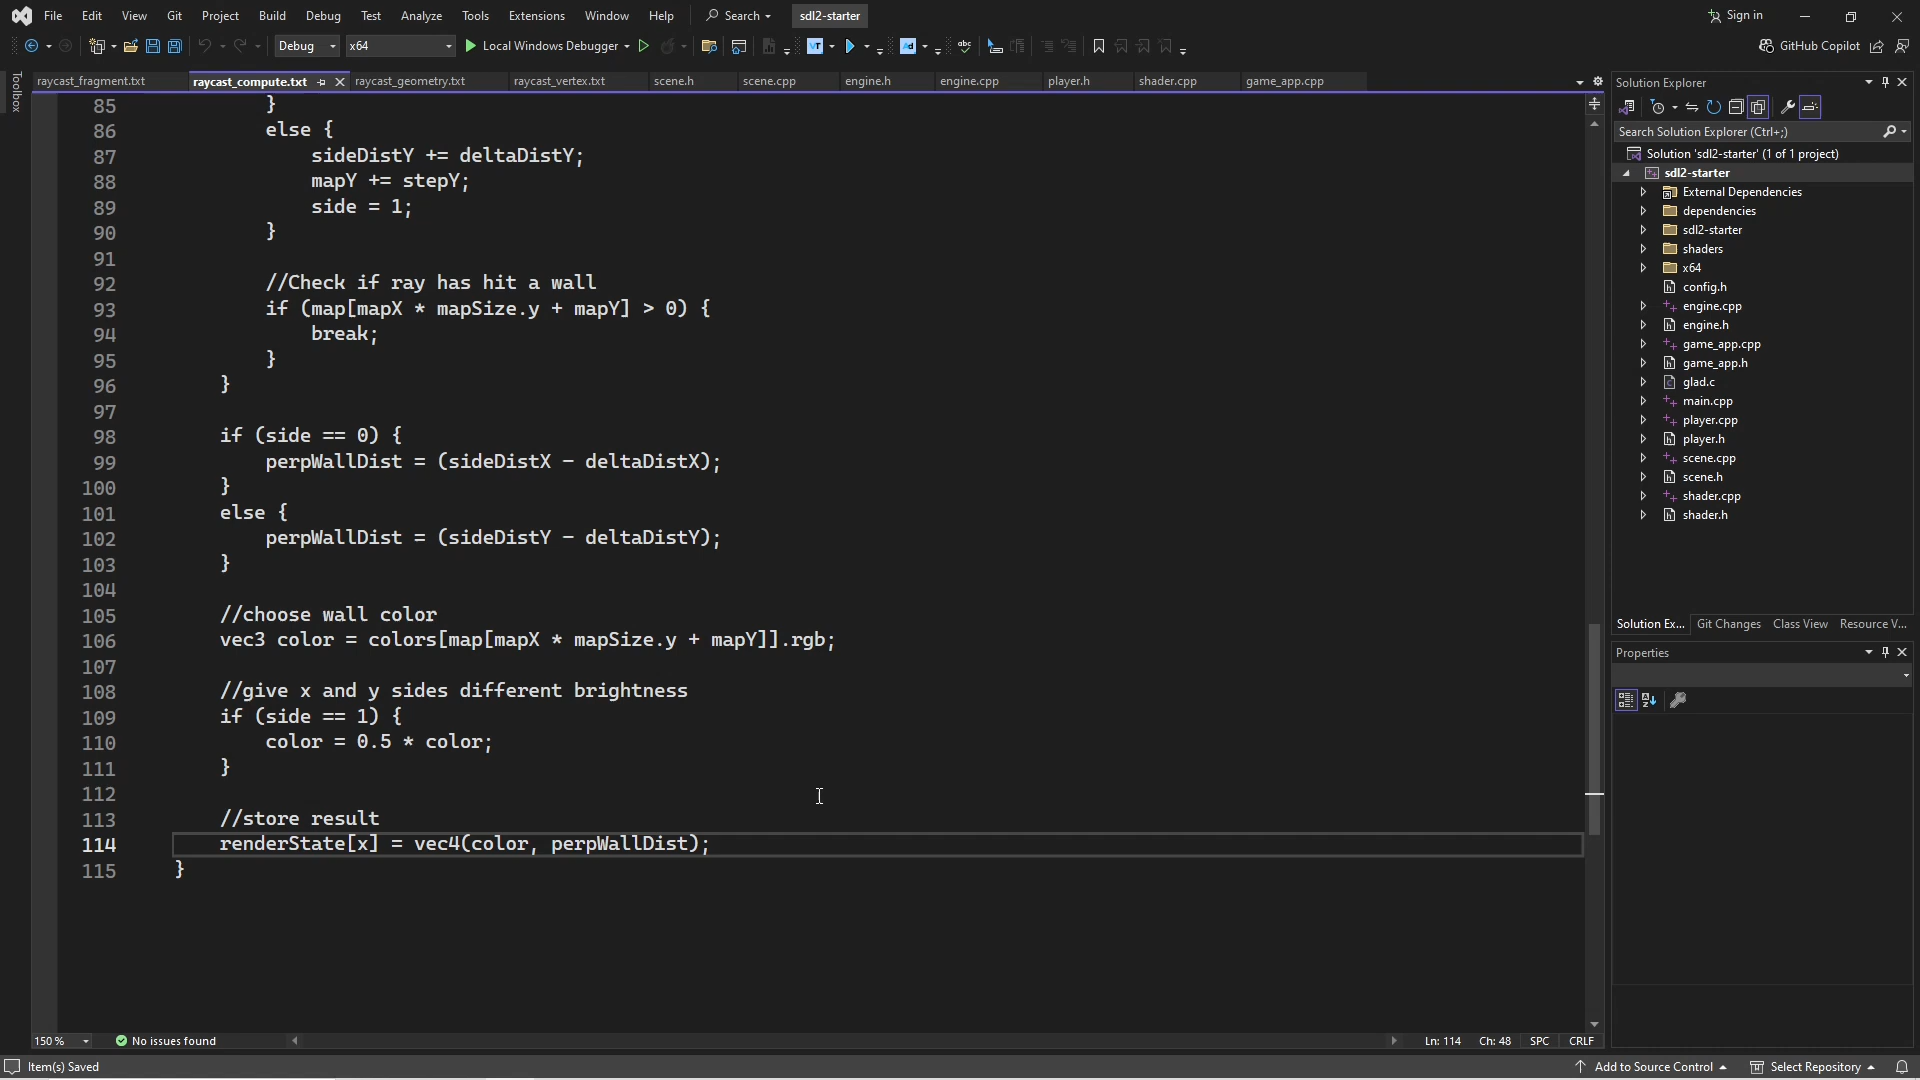 File Edit View Git Project Build Debug Test Analyze Tools Extensions Window Help Search sdl2-starter Sign in
Debug x64 Local Windows Debugger GitHub Copilot
Toolbox
raycast_fragment.txt raycast_compute.txt raycast_geometry.txt raycast_vertex.txt scene.h scene.cpp engine.h engine.cpp player.h shader.cpp game_app.cpp
85 }
86 else {
87 sideDistY += deltaDistY;
88 mapY += stepY;
89 side = 1;
90 }
91
92 //Check if ray has hit a wall
93 if (map[mapX * mapSize.y + mapY] > 0) {
94 break;
95 }
96 }
97
98 if (side == 0) {
99 perpWallDist = (sideDistX - deltaDistX);
100 }
101 else {
102 perpWallDist = (sideDistY - deltaDistY);
103 }
104
105 //choose wall color
106 vec3 color = colors[map[mapX * mapSize.y + mapY]].rgb;
107
108 //give x and y sides different brightness
109 if (side == 1) {
110 color = 0.5 * color;
111 }
112
113 //store result
114 renderState[x] = vec4(color, perpWallDist);
115 }
150 % No issues found Ln: 114 Ch: 48 SPC CRLF
Solution Explorer
Search Solution Explorer (Ctrl+;)
Solution 'sdl2-starter' (1 of 1 project)
sdl2-starter
External Dependencies
dependencies
sdl2-starter
shaders
x64
config.h
engine.cpp
engine.h
game_app.cpp
game_app.h
glad.c
main.cpp
player.cpp
player.h
scene.cpp
scene.h
shader.cpp
shader.h
Solution Ex... Git Changes Class View Resource V...
Properties
Item(s) Saved Add to Source Control Select Repository